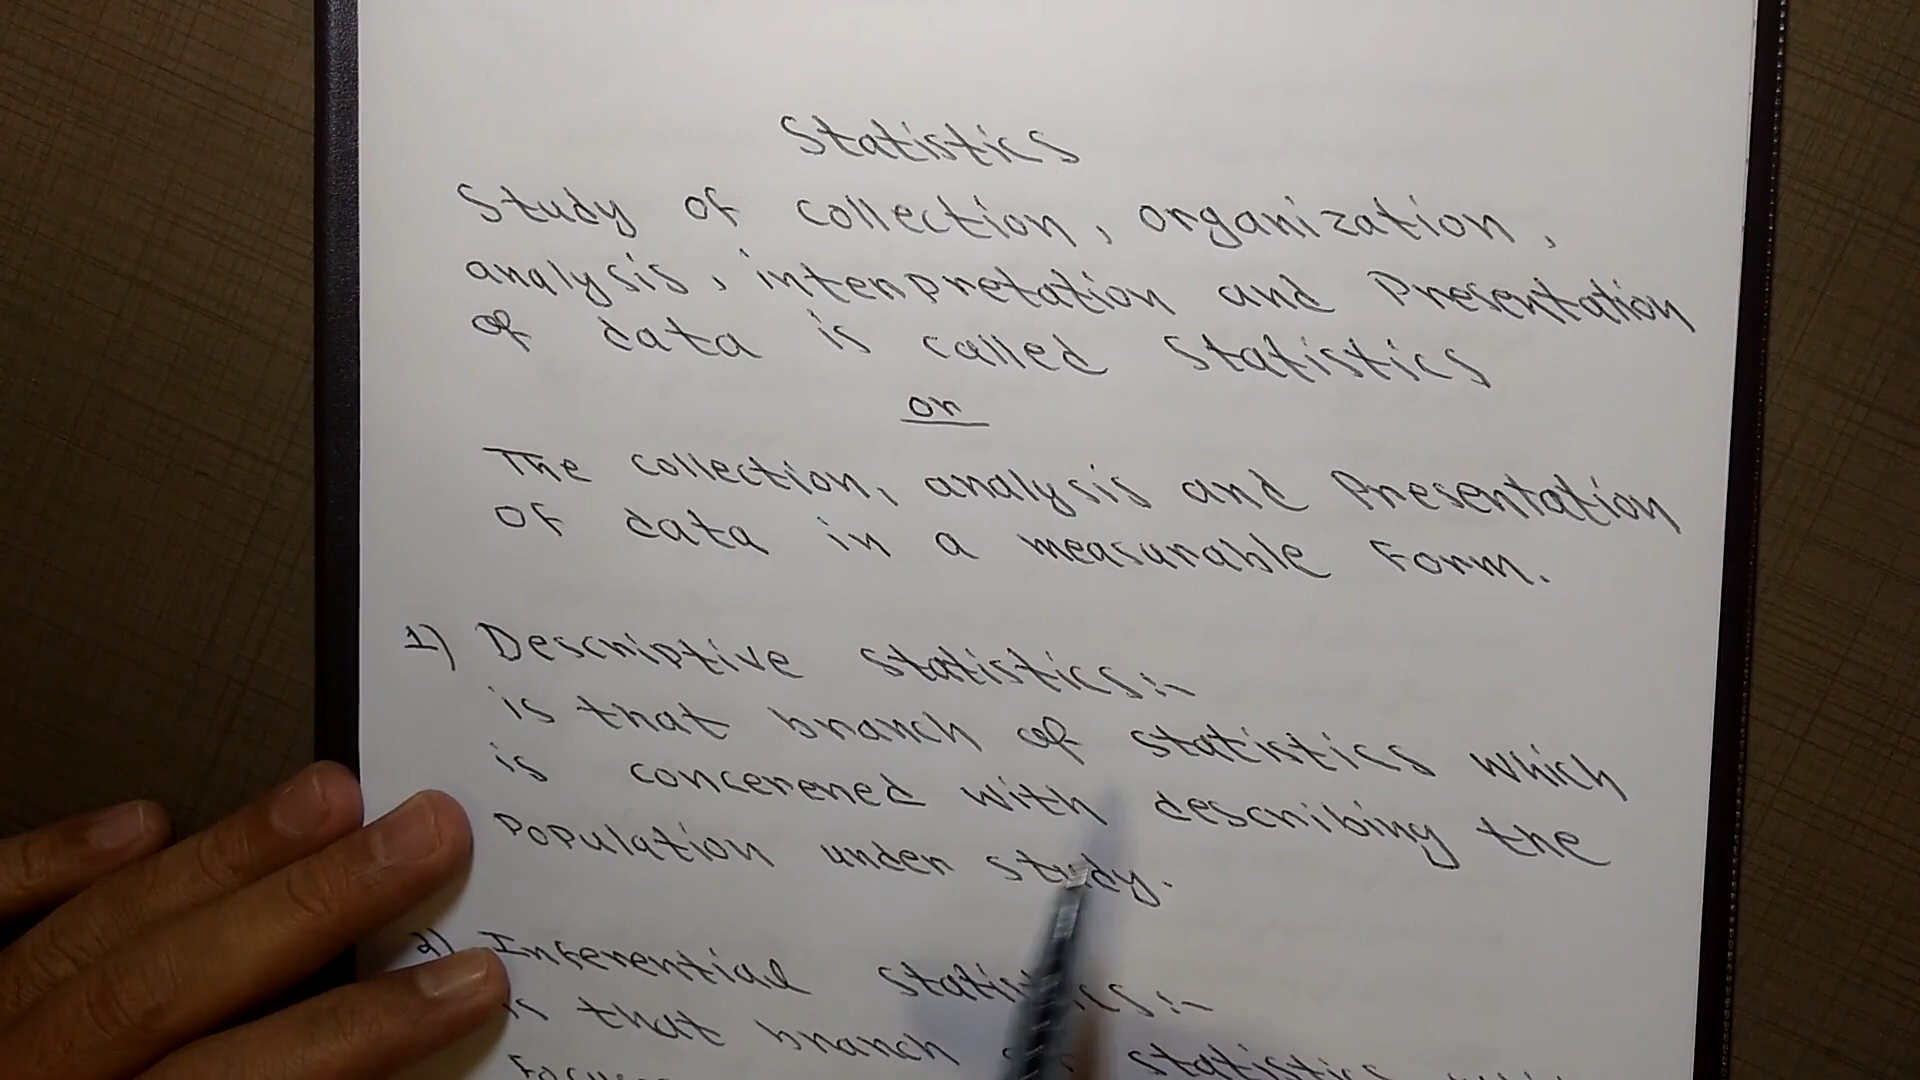 Statistics
Study of collection, organization,
analysis, interpretation and Presentation
of data is called Statistics
or
The collection, analysis and Presentation
of data in a measurable form.
1) Descriptive statistics:-
is that branch of statistics which
is concerened with describing the
Population under study.
2) Inferential statistics:-
is that branch of statistics which